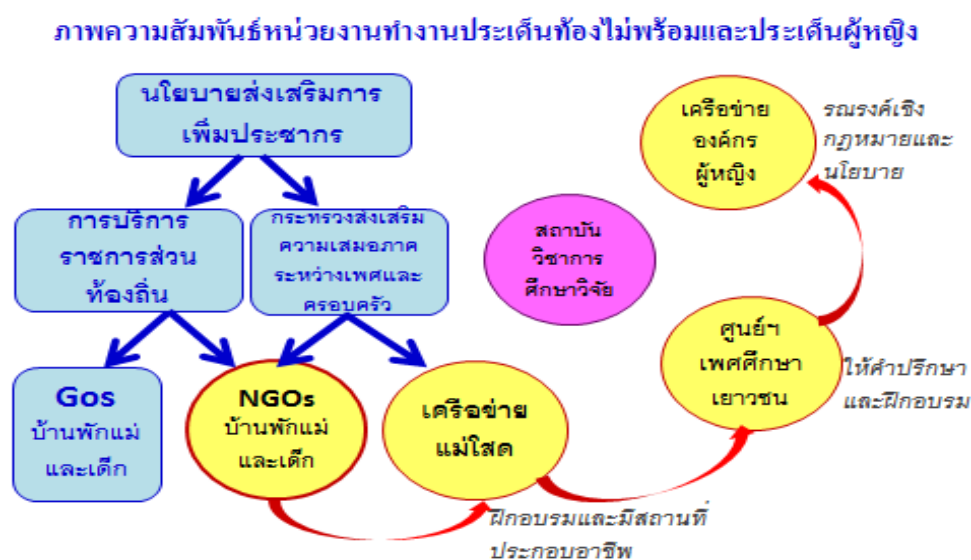 ภาพความสัมพันธ์หน่วยงานทำงานประเด็นท้องไม่พร้อมและประเด็นผู้หญิง
นโยบายส่งเสริมการ
เพิ่มประชากร
เครือข่าย
องค์กร
ผู้หญิง
รณรงค์เชิง
กฎหมายและ
นโยบาย
การบริการ
ราชการส่วน
ท้องถิ่น
กระทรวงส่งเสริม
ความเสมอภาค
ระหว่างเพศและ
ครอบครัว
สถาบัน
วิชาการ
ศึกษาวิจัย
ศูนย์ฯ
เพศศึกษา
เยาวชน
ให้คำปรึกษา
และฝึกอบรม
Gos
บ้านพักแม่
และเด็ก
NGOs
บ้านพักแม่
และเด็ก
เครือข่าย
แม่ใสด
ฝึกอบรมและมีสถานที่
ประกอบอาชีพ